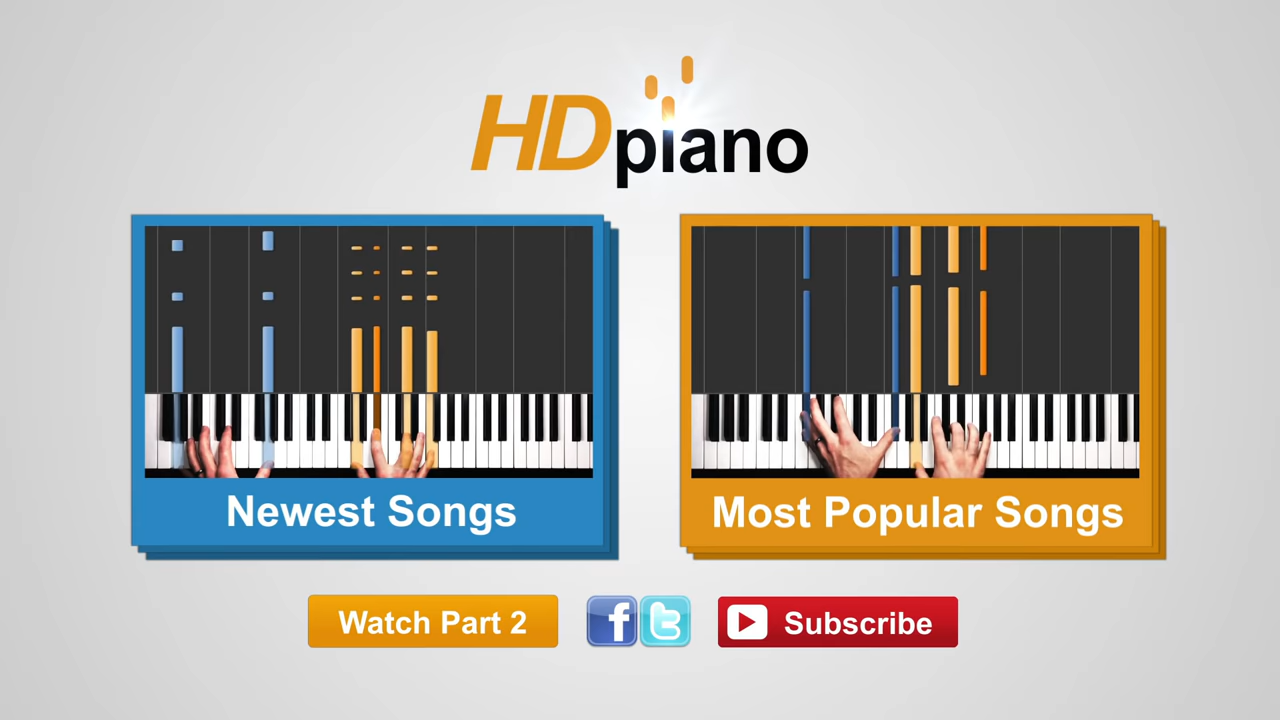 HDpiano
Newest Songs
Most Popular Songs
Watch Part 2
f
t
Subscribe